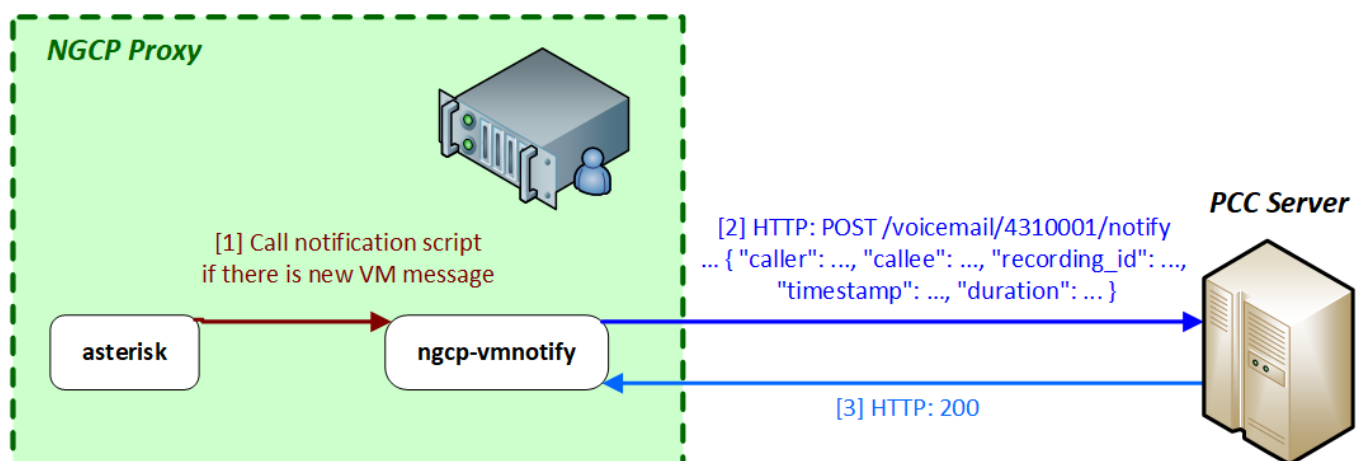 NGCP Proxy
[1] Call notification script
if there is new VM message
asterisk
ngcp-vmnotify
[2] HTTP: POST /voicemail/4310001/notify
... { "caller": ..., "callee": ..., "recording_id": ...,
"timestamp": ..., "duration": ... }
PCC Server
[3] HTTP: 200